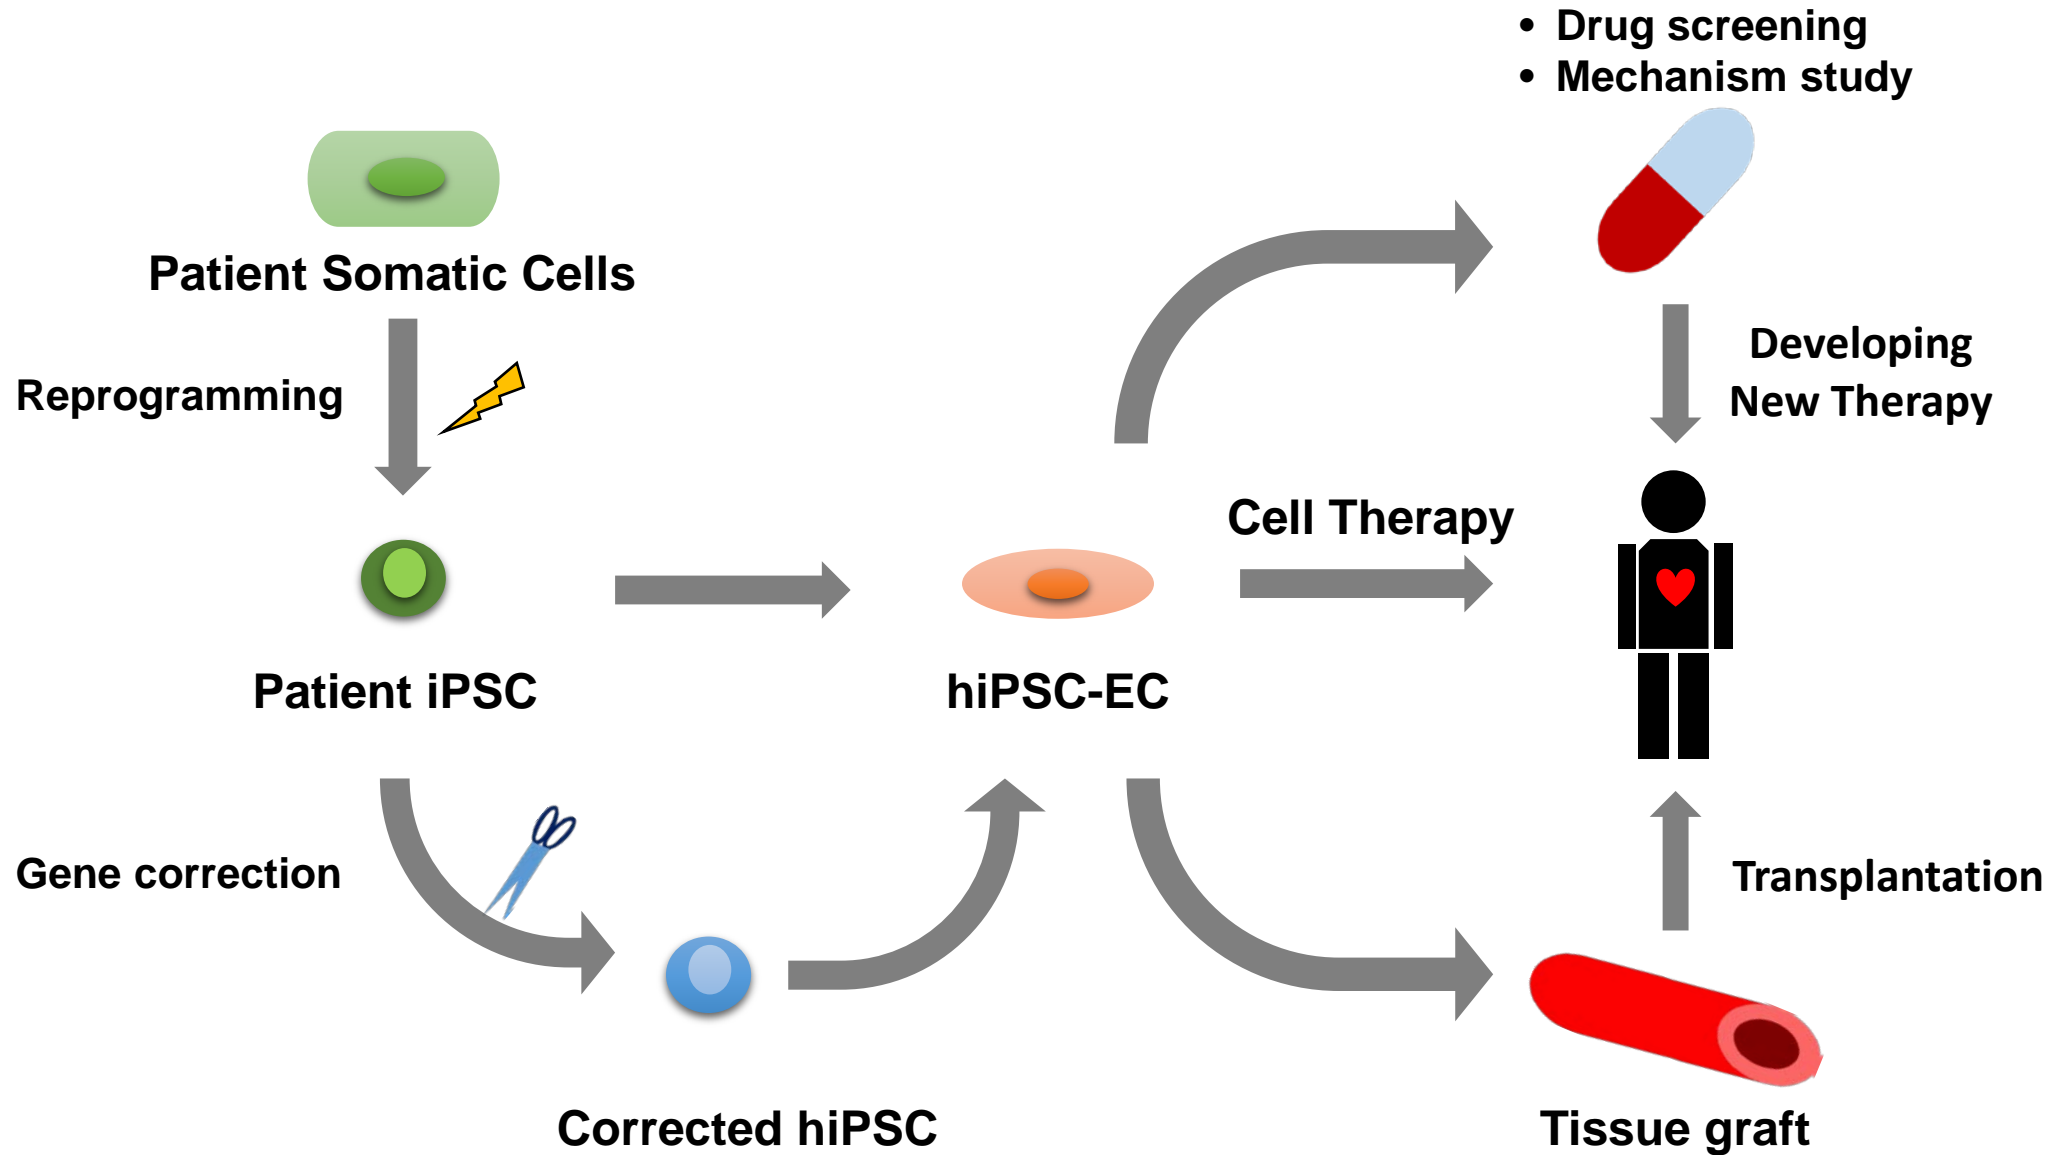 • Drug screening
• Mechanism study
Patient Somatic Cells
Reprogramming
Developing
New Therapy
Cell Therapy
Patient iPSC
hiPSC-EC
Gene correction
Transplantation
Corrected hiPSC
Tissue graft